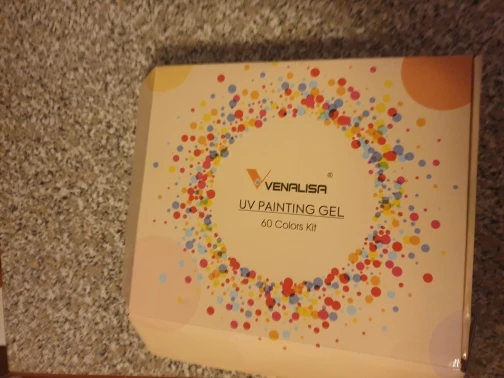 VENALISA ®
UV PAINTING GEL
60 Colors Kit